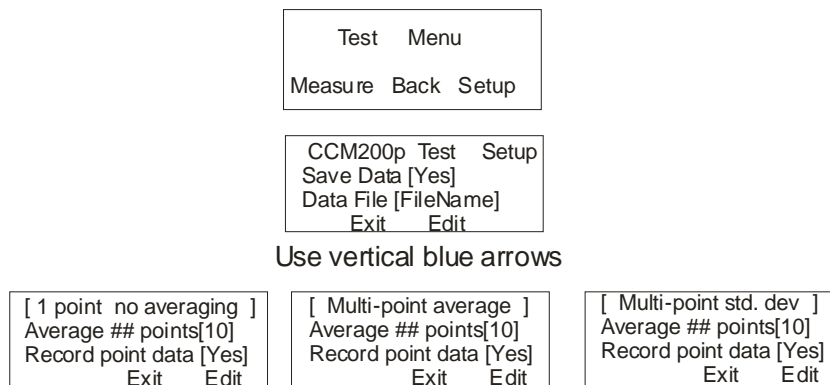 Test Menu
Measure Back Setup
CCM200p Test Setup
Save Data [Yes]
Data File [FileName]
Exit Edit
Use vertical blue arrows
[ 1 point no averaging ]
Average ## points[10]
Record point data [Yes]
Exit Edit
[ Multi-point average ]
Average ## points[10]
Record point data [Yes]
Exit Edit
[ Multi-point std. dev ]
Average ## points[10]
Record point data [Yes]
Exit Edit